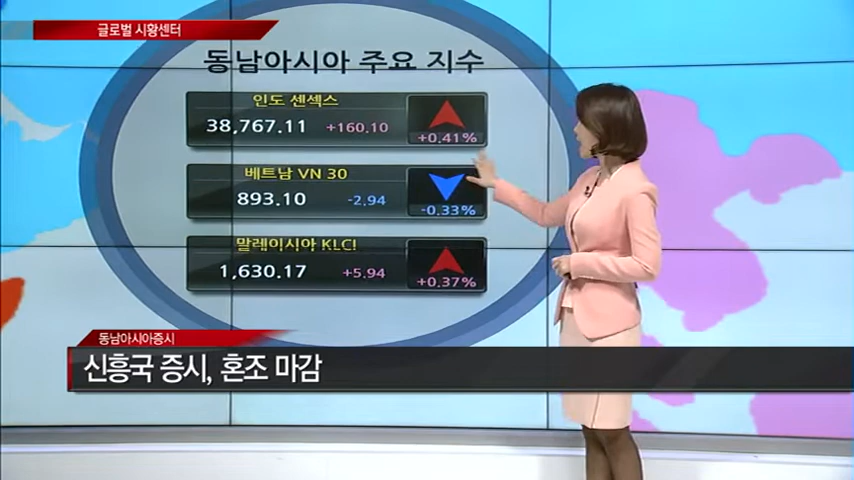 글로벌 시황센터
동남아시아 주요 지수
인도 센섹스
38,767.11 +160.10 +0.41%
베트남 VN 30
893.10 -2.94 -0.33%
말레이시아 KLCI
1,630.17 +5.94 +0.37%
동남아시아증시
신흥국 증시, 혼조 마감